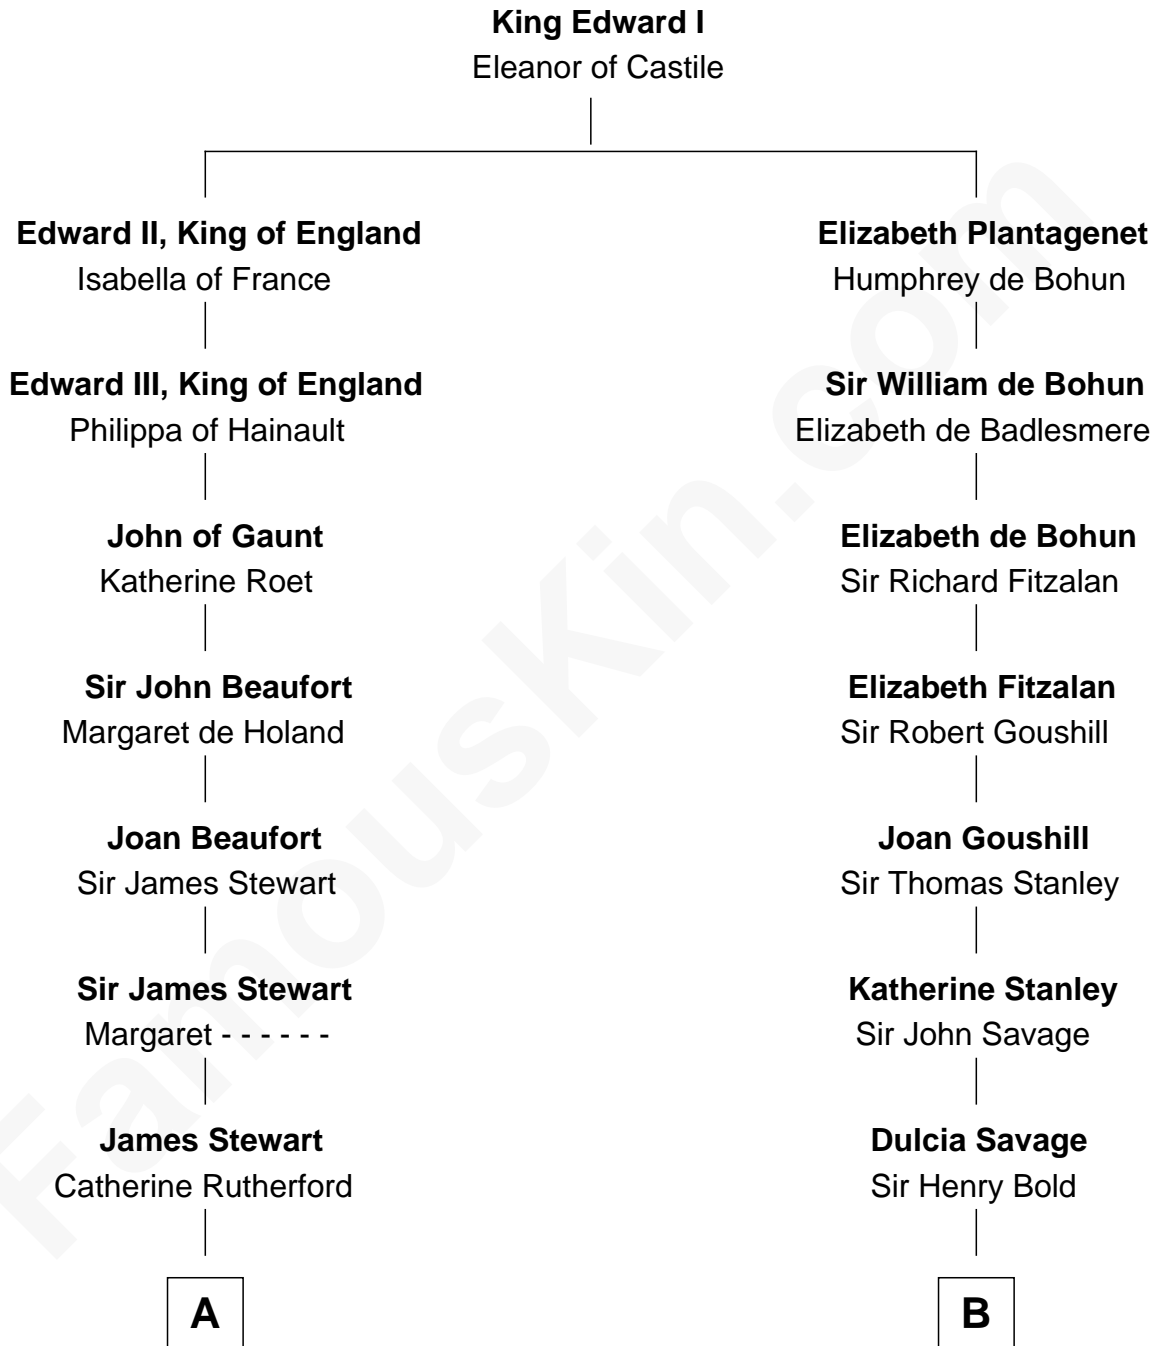 King Edward I
Eleanor of Castile
Edward II, King of England
Isabella of France
Elizabeth Plantagenet
Humphrey de Bohun
Edward III, King of England
Philippa of Hainault
Sir William de Bohun
Elizabeth de Badlesmere
John of Gaunt
Katherine Roet
Elizabeth de Bohun
Sir Richard Fitzalan
Sir John Beaufort
Margaret de Holand
Elizabeth Fitzalan
Sir Robert Goushill
Joan Beaufort
Sir James Stewart
Joan Goushill
Sir Thomas Stanley
Sir James Stewart
Margaret - - - - - -
Katherine Stanley
Sir John Savage
James Stewart
Catherine Rutherford
Dulcia Savage
Sir Henry Bold
A
B
FamousKin.com